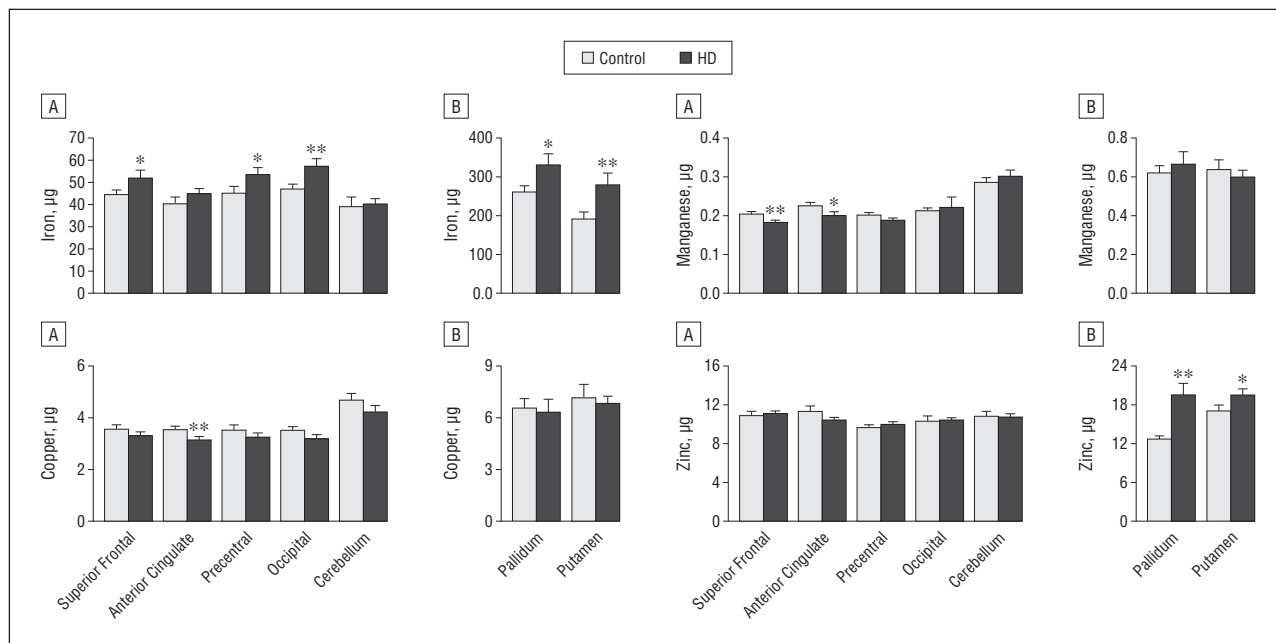 Control HD
A
Iron, µg
70
60
50
40
30
20
10
0
*
*
**
B
Iron, µg
400
300
200
100
0.0
*
**
A
Manganese, µg
0.4
0.3
0.2
0.1
0.0
**
*
B
Manganese, µg
0.8
0.6
0.4
0.2
0.0
A
Copper, µg
6
4
2
0
**
Superior Frontal
Anterior Cingulate
Precentral
Occipital
Cerebellum
B
Copper, µg
9
6
3
0
Pallidum
Putamen
A
Zinc, µg
16
12
8
4
0
Superior Frontal
Anterior Cingulate
Precentral
Occipital
Cerebellum
B
Zinc, µg
24
18
12
6
0
**
*
Pallidum
Putamen